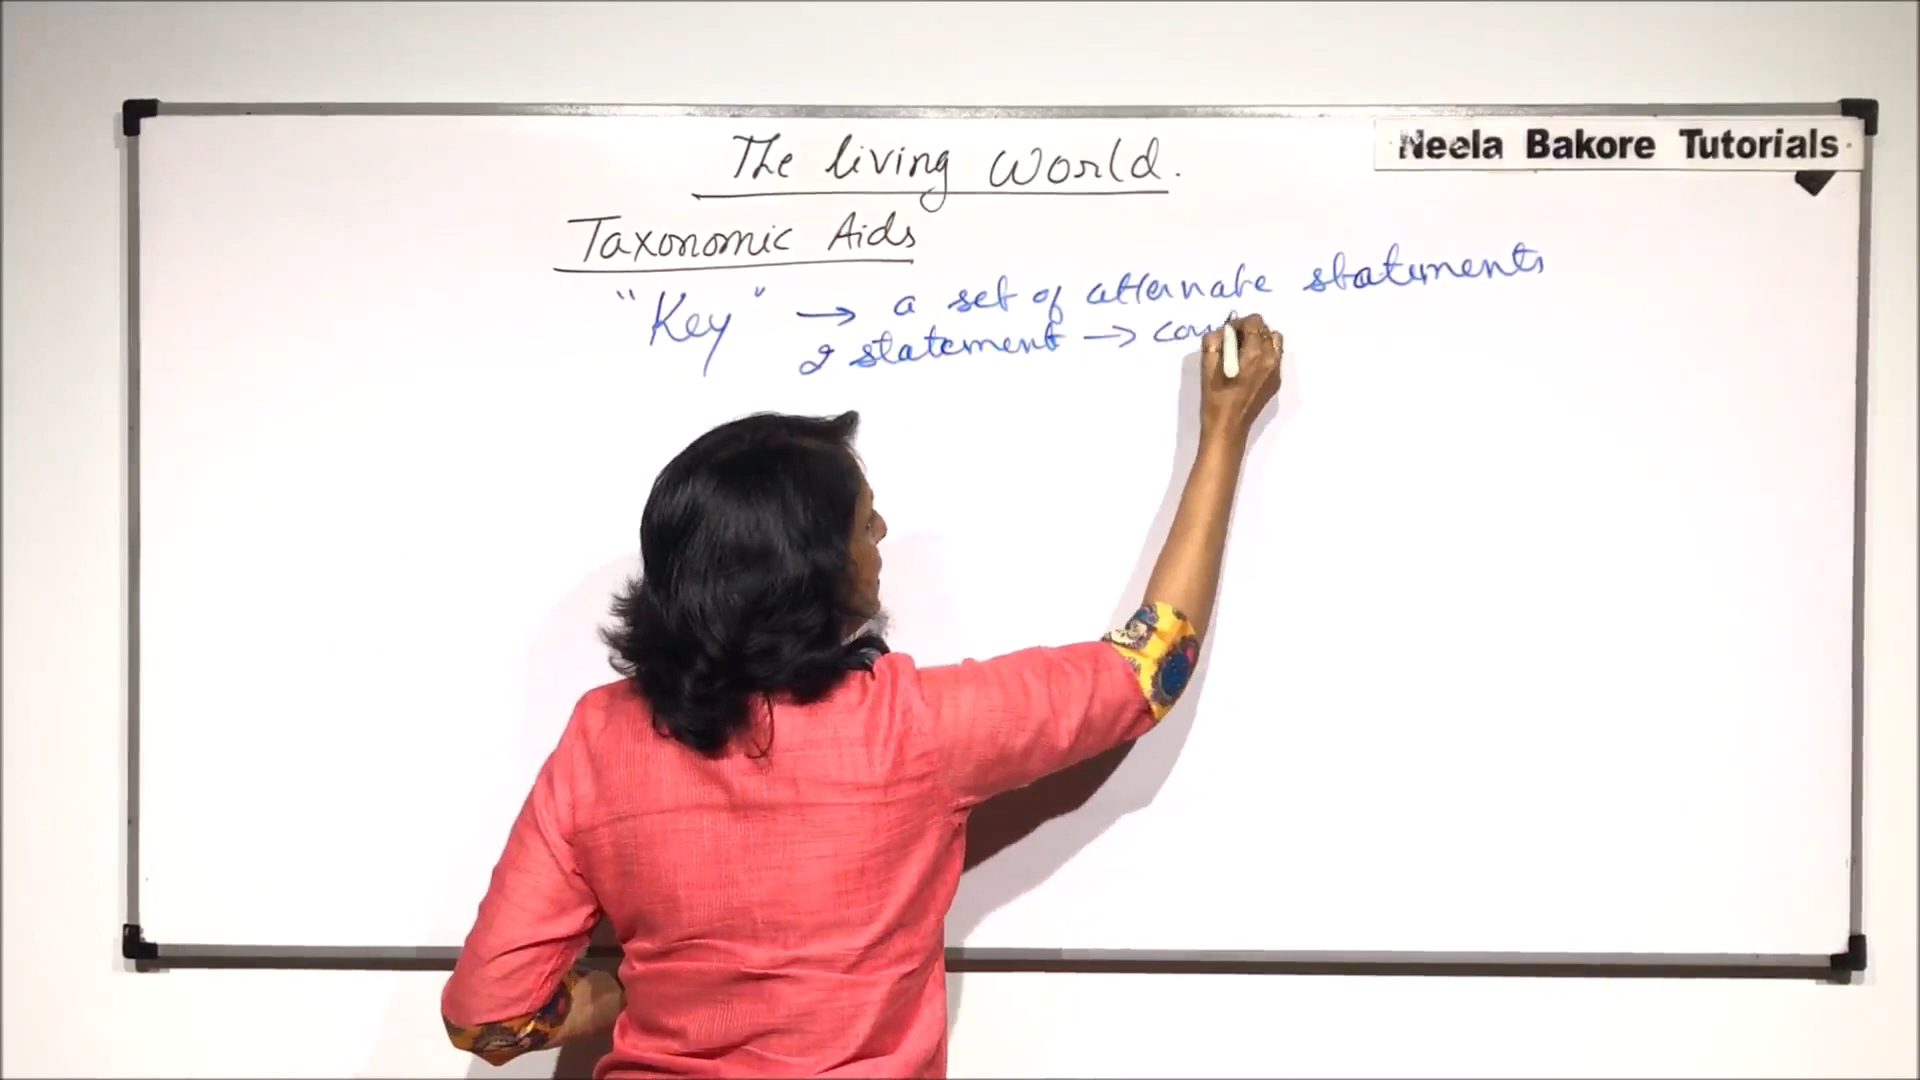 The living World.
Neela Bakore Tutorials
Taxonomic Aids
"Key" → a set of alternate statements
2 statement →